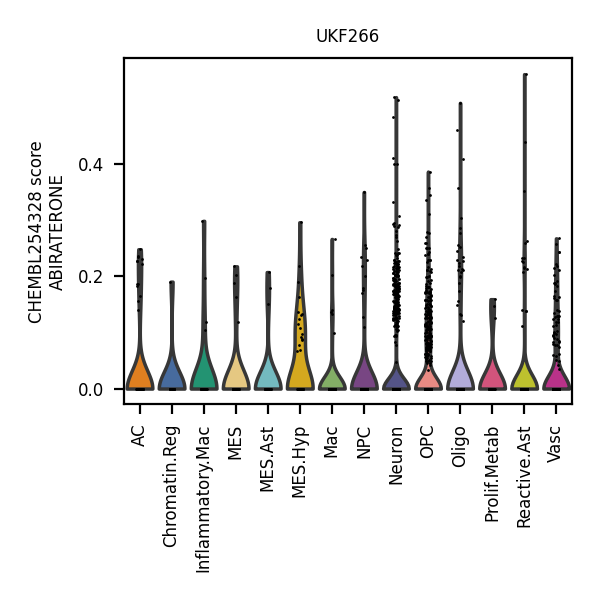 UKF266
CHEMBL254328 score
ABIRATERONE
0.4
0.2
0.0
AC
Chromatin.Reg
Inflammatory.Mac
MES
MES.Ast
MES.Hyp
Mac
NPC
Neuron
OPC
Oligo
Prolif.Metab
Reactive.Ast
Vasc